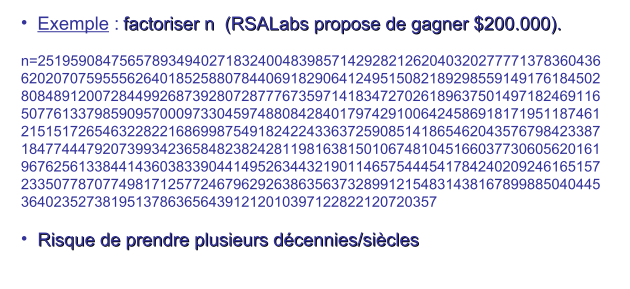 • Exemple : factoriser n (RSALabs propose de gagner $200.000).
n=25195908475657893494027183240048398571429282126204032027777137836043662020707595556264018525880784406918290641249515082189298559149176184502808489120072844992687392807287776735971418347270261896375014971824691165077613379859095700097330459748808428401797429100642458691817195118746121515172654632282216869987549182422433637259085141865462043576798423387184774447920739934236584823824281198163815010674810451660377306056201619676256133844143603833904414952634432190114657544454178424020924616515723350778707749817125772467962926386356373289912154831438167899885040445364023527381951378636564391212010397122822120720357
• Risque de prendre plusieurs décennies/siècles